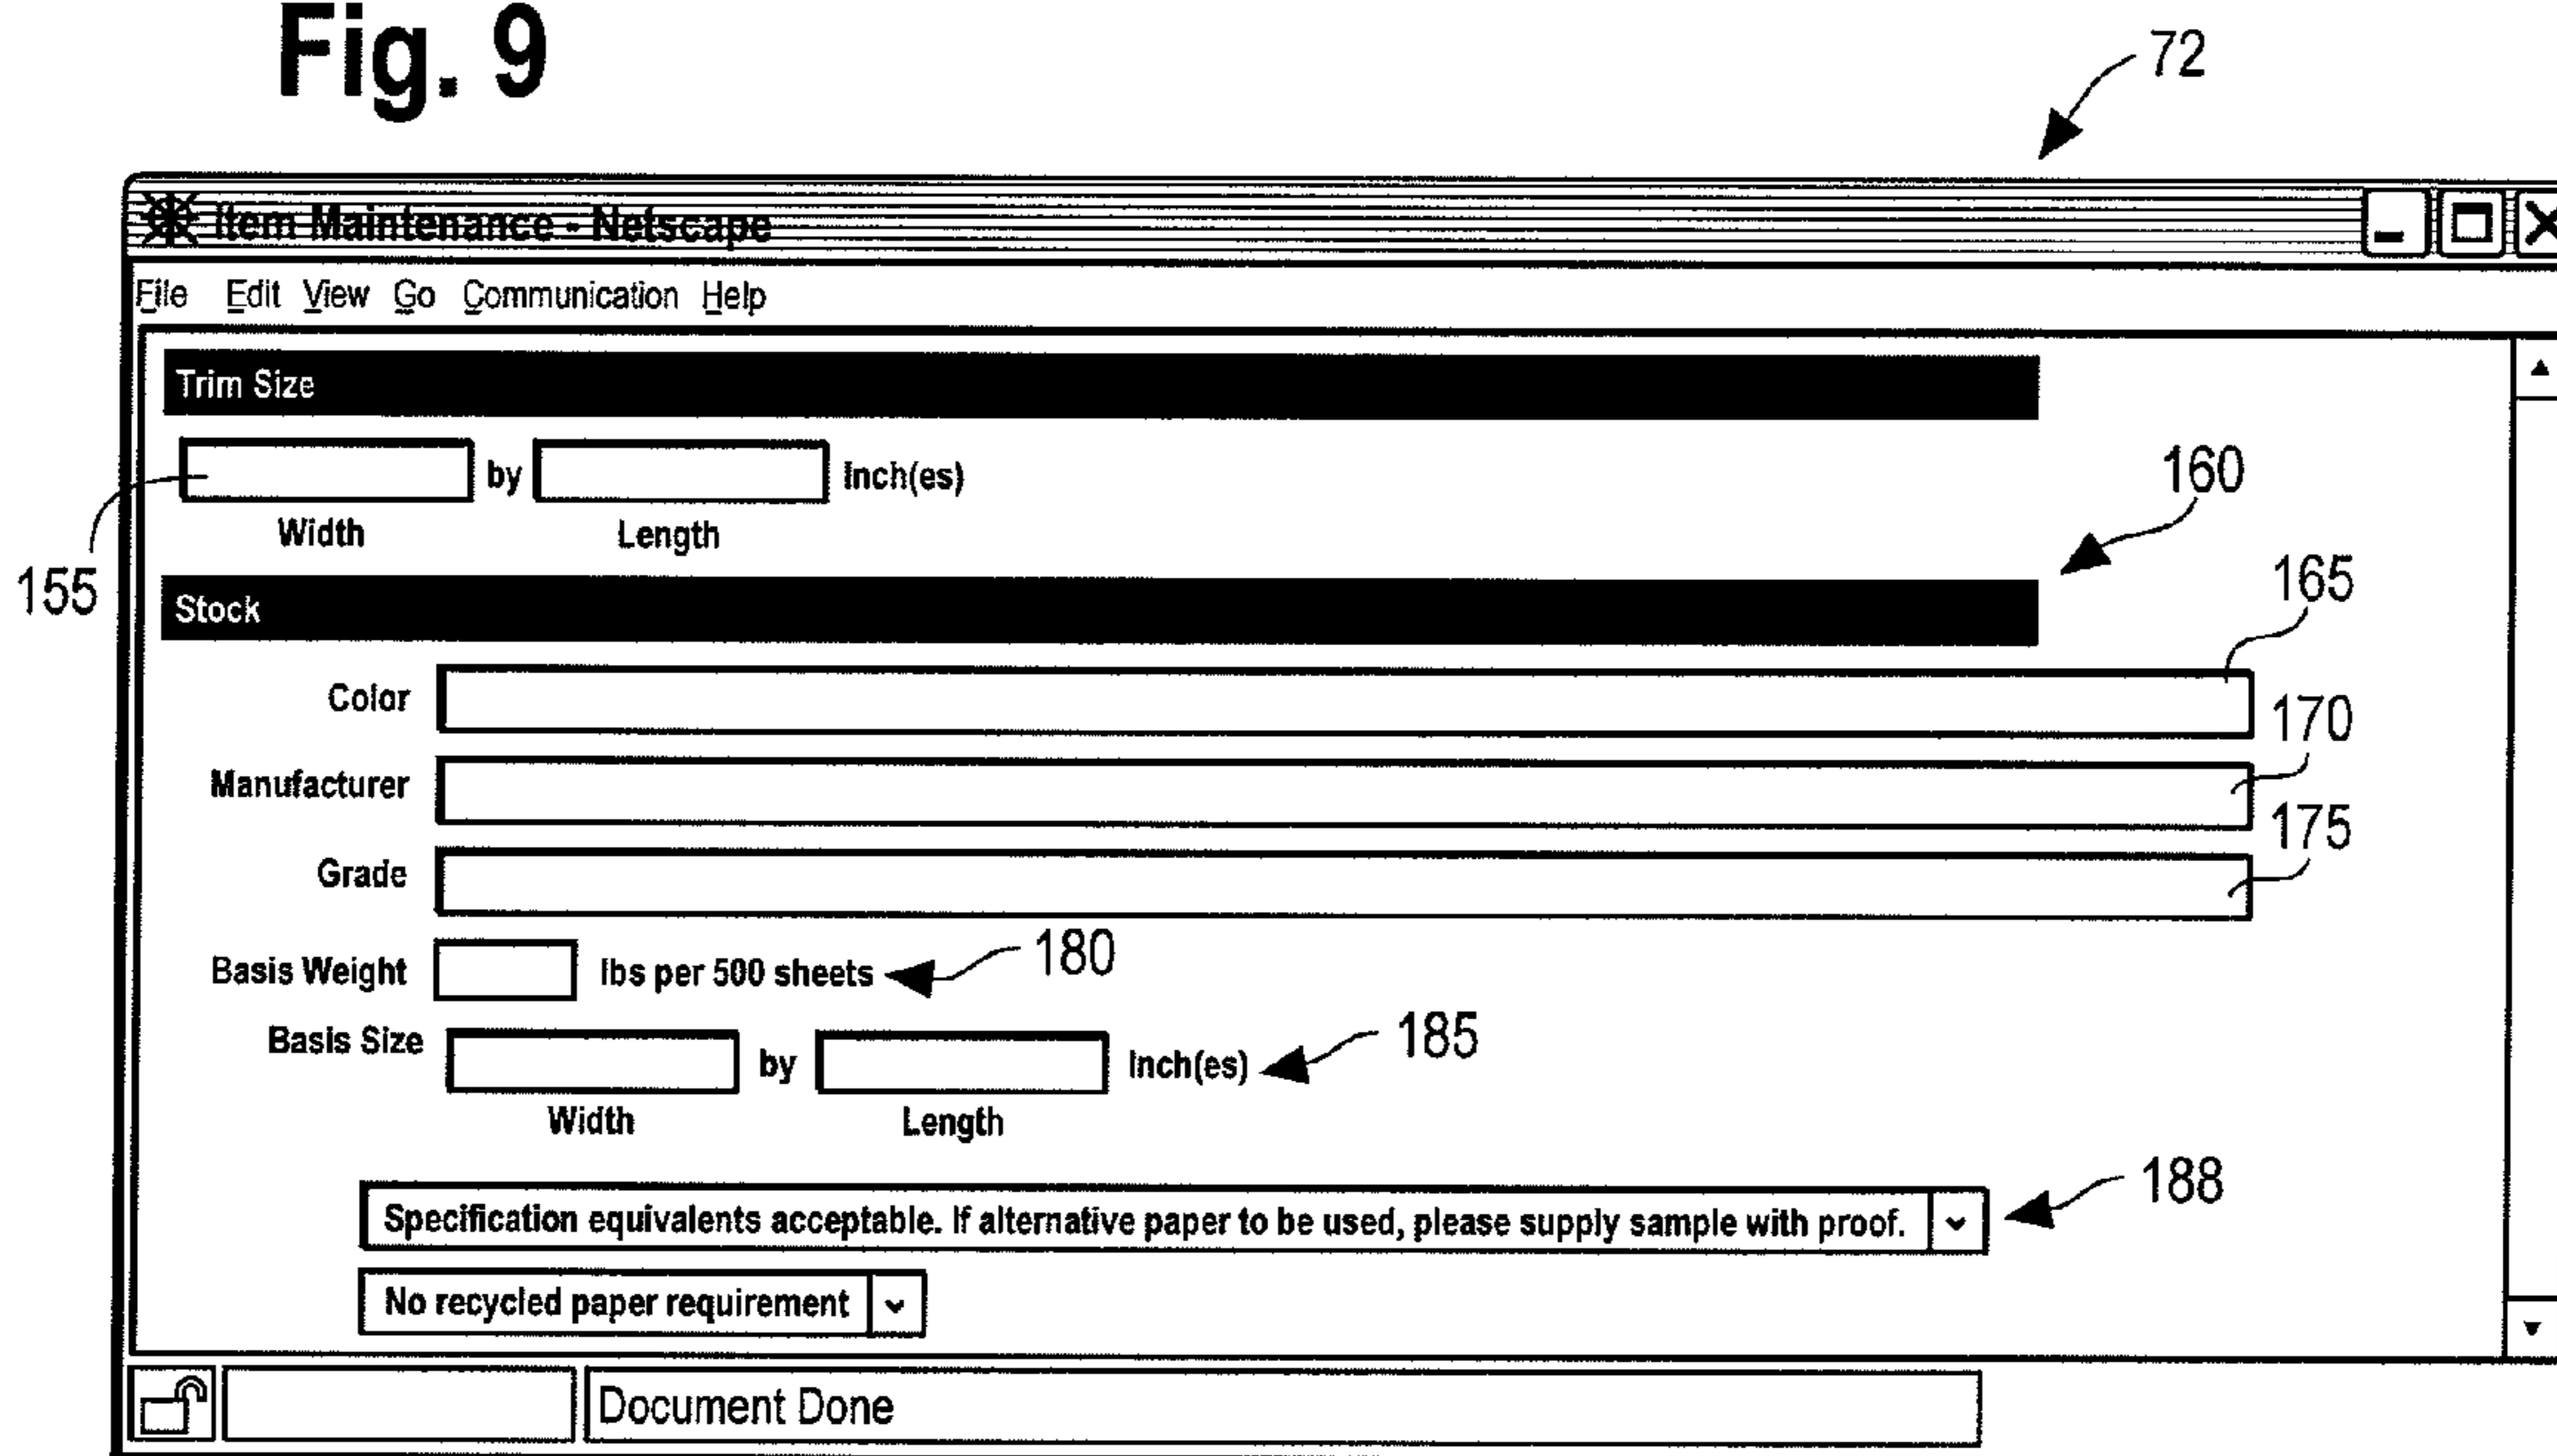 Fig. 9
72
Item Maintenance - Netscape
File Edit View Go Communication Help
Trim Size
by Inch(es)
160
Width Length
155
165
Stock
Color
170
Manufacturer
175
Grade
Basis Weight lbs per 500 sheets 180
Basis Size by Inch(es) 185
Width Length
188
Specification equivalents acceptable. If alternative paper to be used, please supply sample with proof.
No recycled paper requirement
Document Done